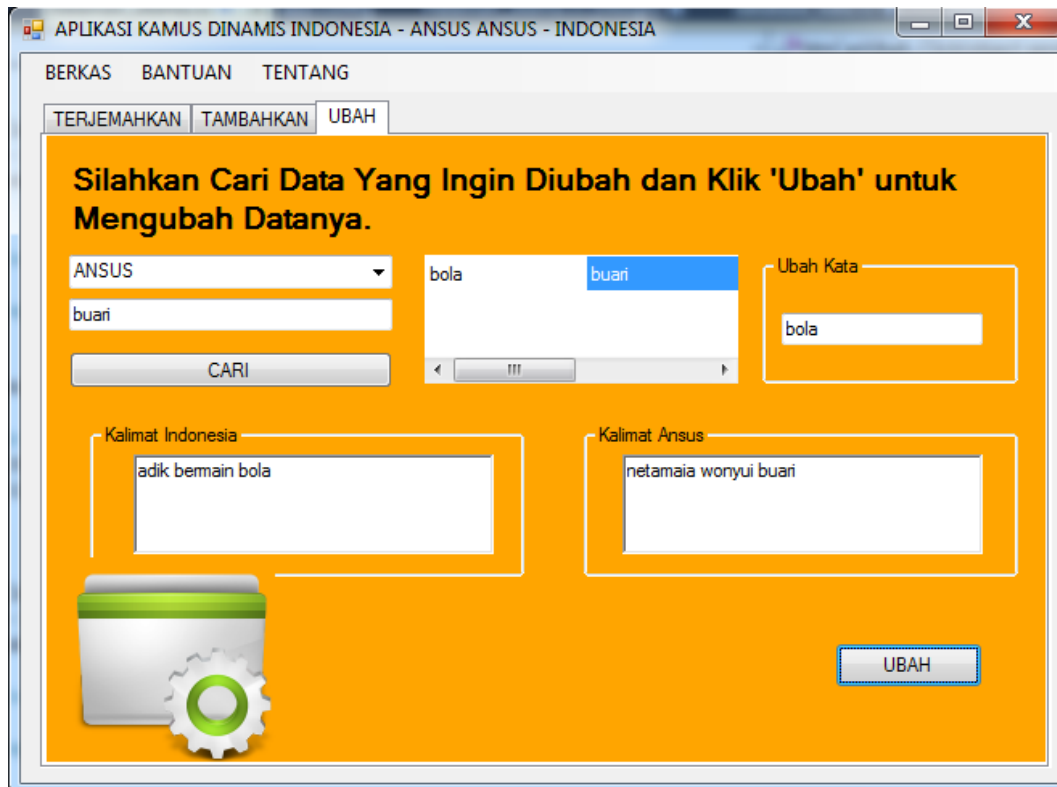 APLIKASI KAMUS DINAMIS INDONESIA - ANSUS ANSUS - INDONESIA
BERKAS BANTUAN TENTANG
TERJEMAHKAN TAMBAHKAN UBAH
Silahkan Cari Data Yang Ingin Diubah dan Klik 'Ubah' untuk
Mengubah Datanya.
ANSUS
buari
CARI
bola buari
Ubah Kata
bola
Kalimat Indonesia
adik bermain bola
Kalimat Ansus
netamaia wonyui buari
UBAH